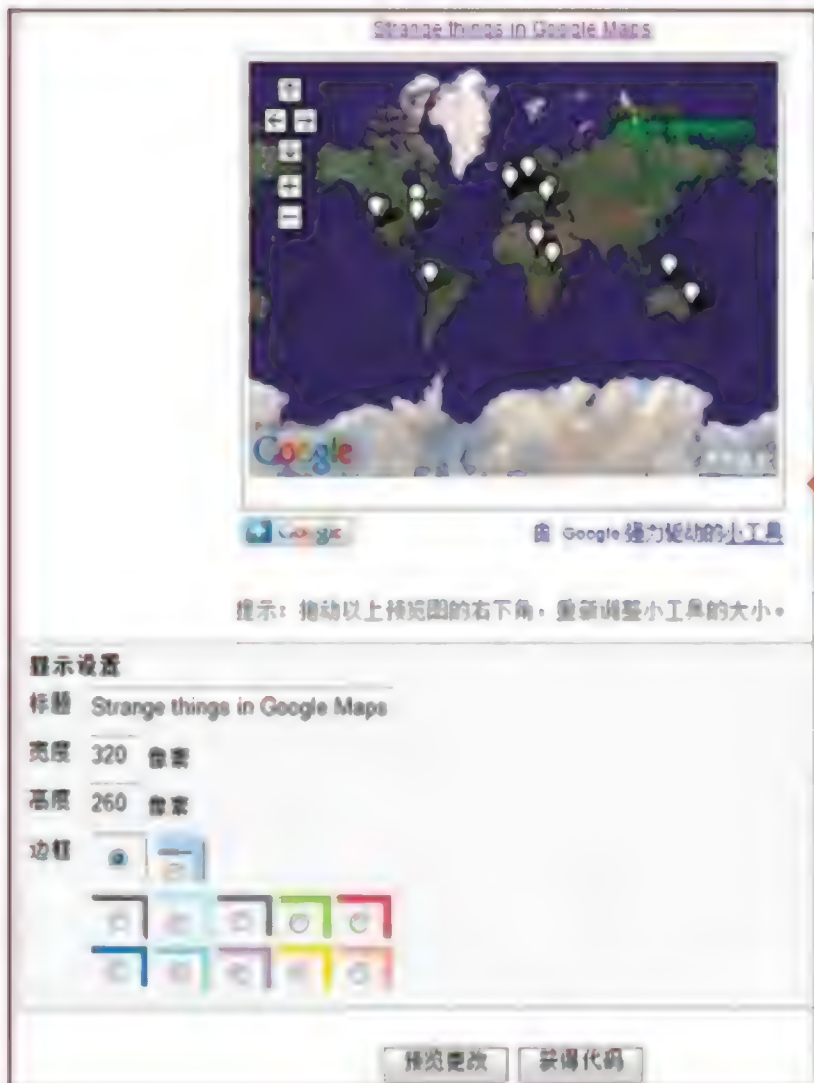 Strange things in Google Maps
Google
Google 强力驱动的小工具
提示：拖动以上预览图的右下角，重新调整小工具的大小。
显示设置
标题 Strange things in Google Maps
宽度 320 像素
高度 260 像素
边框
预览更改 获得代码